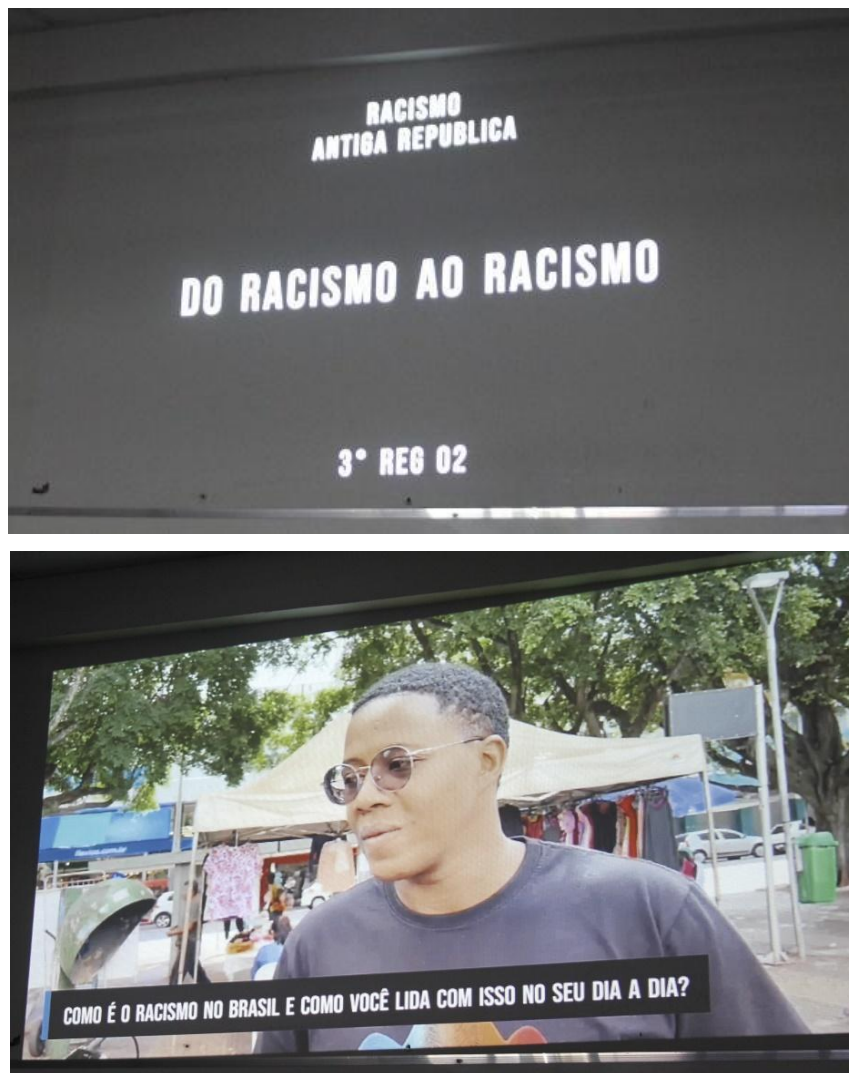 RACISMO
ANTIGA REPUBLICA
DO RACISMO AO RACISMO
3° REG 02
COMO É O RACISMO NO BRASIL E COMO VOCÊ LIDA COM ISSO NO SEU DIA A DIA?